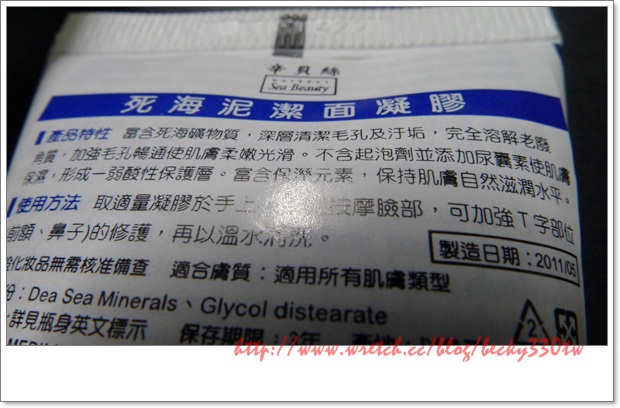 辛貝絲
Sea Beauty
死海泥潔面凝膠
產品特性 富含死海礦物質，深層清潔毛孔及汙垢，完全溶解老廢
角質，加強毛孔暢通使肌膚柔嫩光滑。不含起泡劑並添加尿囊素使肌膚
保濕，形成一弱酸性保護層。富含保溼元素，保持肌膚自然滋潤水平。
使用方法 取適量凝膠於手上 按摩臉部，可加強T字部位
前額、鼻子)的修護，再以溫水清洗。
製造日期：2011/05
化妝品無需核准備查 適合膚質：適用所有肌膚類型
份：Dea Sea Minerals、Glycol distearate
：詳見瓶身英文標示 保存期限：2年
2
http://www.wretch.cc/blog/becky330tw